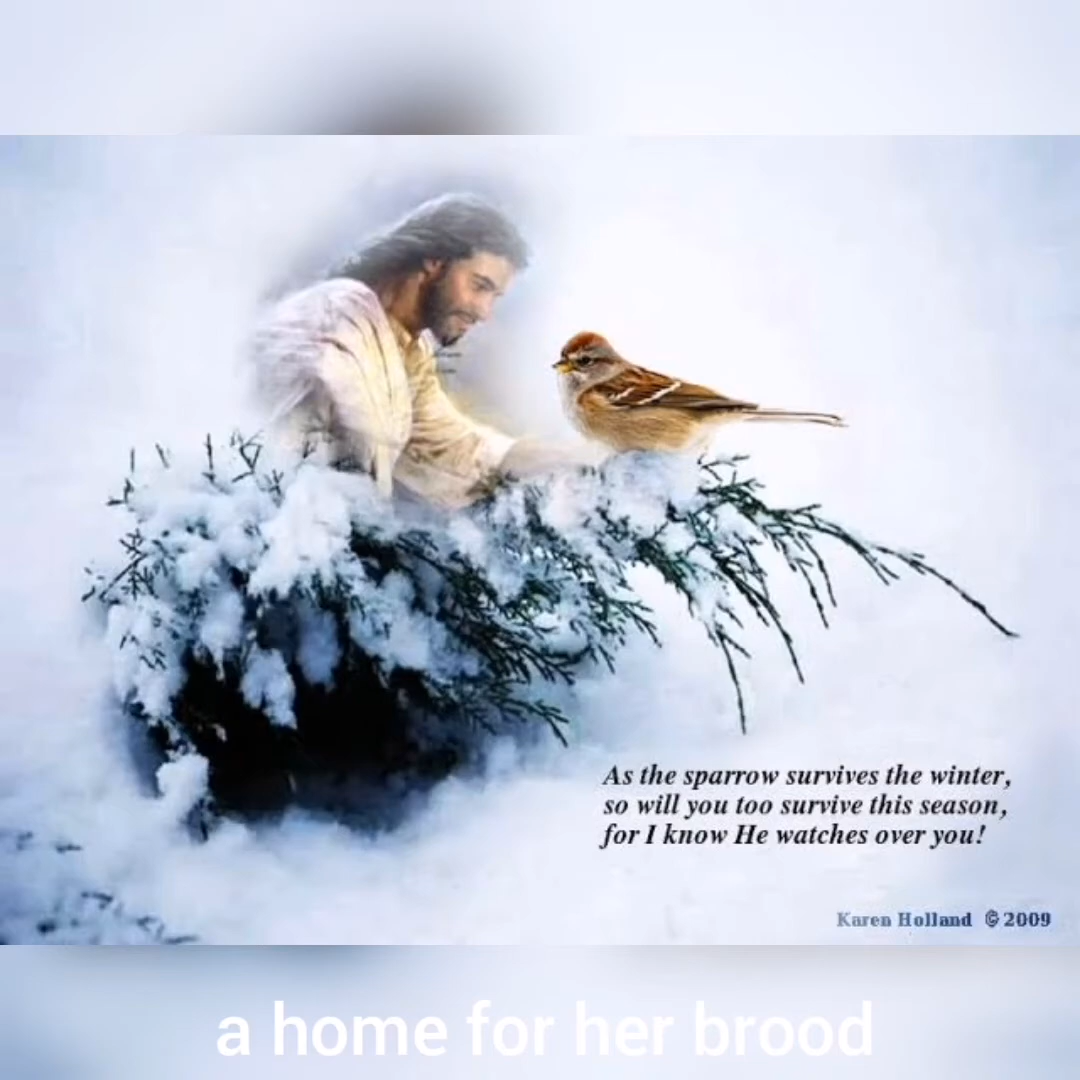 As the sparrow survives the winter,
so will you too survive this season,
for I know He watches over you!
Karen Holland © 2009
a home for her brood